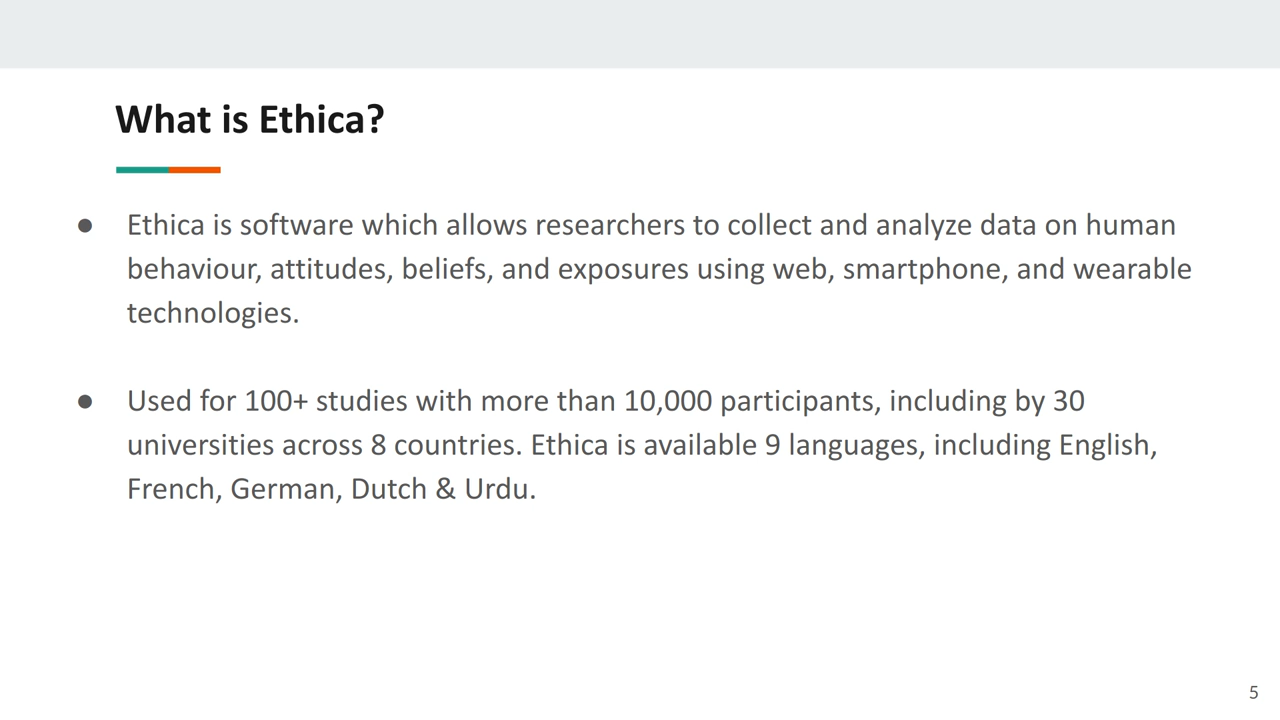 What is Ethica?
● Ethica is software which allows researchers to collect and analyze data on human
behaviour, attitudes, beliefs, and exposures using web, smartphone, and wearable
technologies.
● Used for 100+ studies with more than 10,000 participants, including by 30
universities across 8 countries. Ethica is available 9 languages, including English,
French, German, Dutch & Urdu.
5